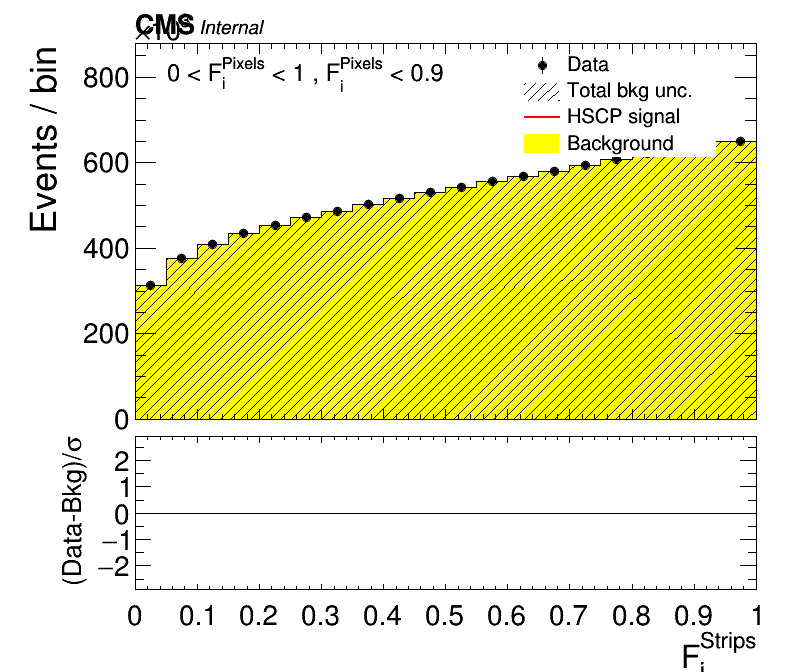 CMS Internal
×10³
0 < F_i^Pixels < 1 , F_i^Pixels < 0.9
Data
Total bkg unc.
HSCP signal
Background
Events / bin
800
600
400
200
0
(Data-Bkg)/σ
2
1
0
−1
−2
0 0.1 0.2 0.3 0.4 0.5 0.6 0.7 0.8 0.9 1
F_i^Strips